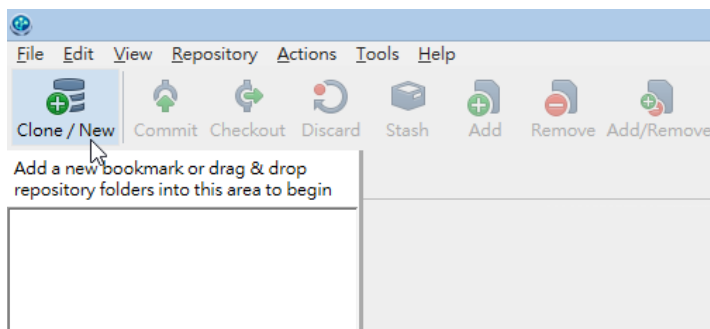 File Edit View Repository Actions Tools Help
Clone / New Commit Checkout Discard Stash Add Remove Add/Remove
Add a new bookmark or drag & drop
repository folders into this area to begin